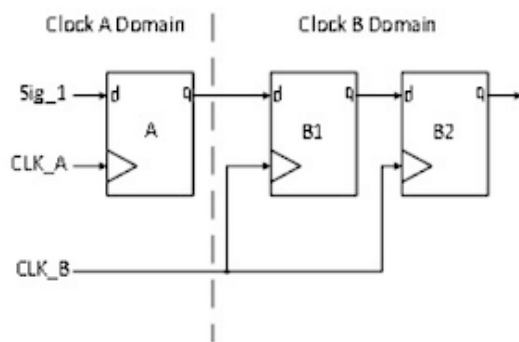 Clock A Domain
Clock B Domain
Sig_1
d q
d q
d q
A
B1
B2
CLK_A
CLK_B